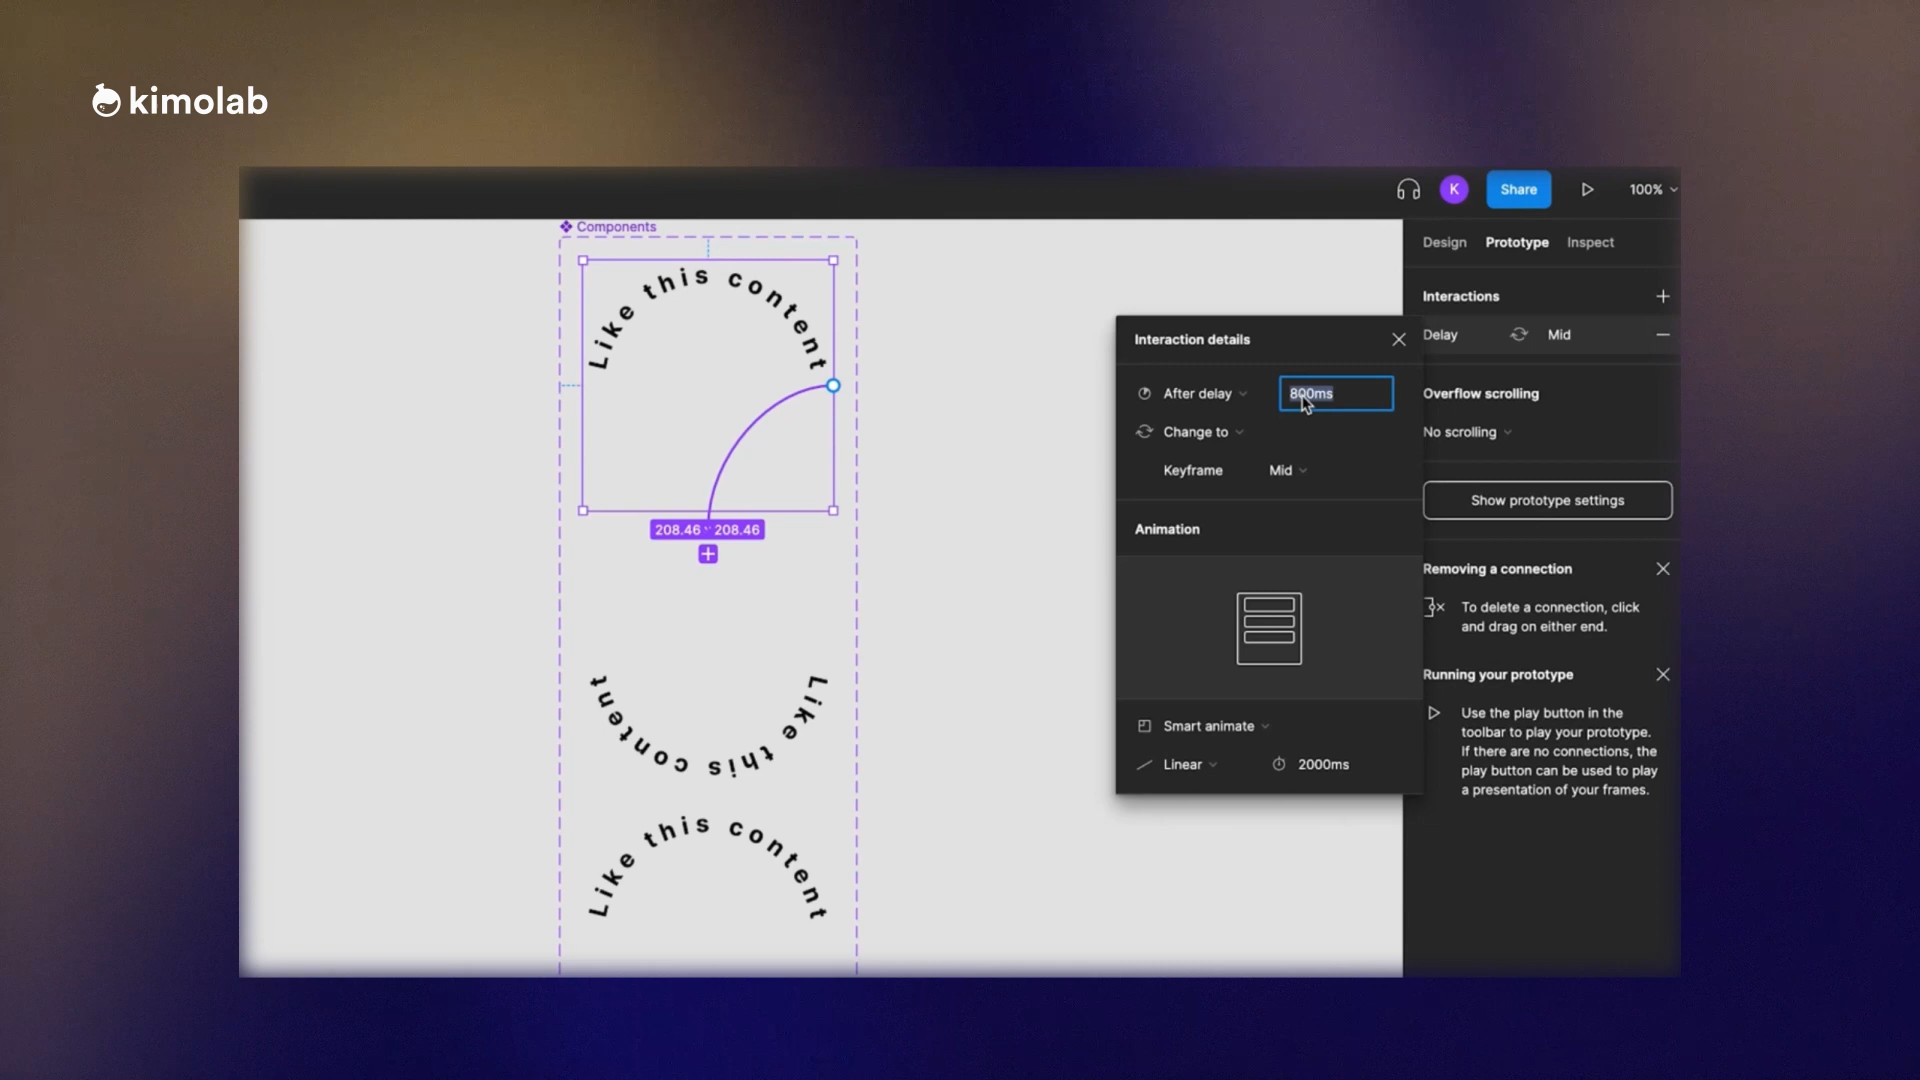 kimolab
K
Share
100%
Components
Design
Prototype
Inspect
Like this content
208.46 × 208.46
Like this content
Like this content
Interactions
Delay
Mid
Interaction details
After delay
800ms
Change to
Keyframe
Mid
Animation
Smart animate
Linear
2000ms
Overflow scrolling
No scrolling
Show prototype settings
Removing a connection
To delete a connection, click
and drag on either end.
Running your prototype
Use the play button in the
toolbar to play your prototype.
If there are no connections, the
play button can be used to play
a presentation of your frames.